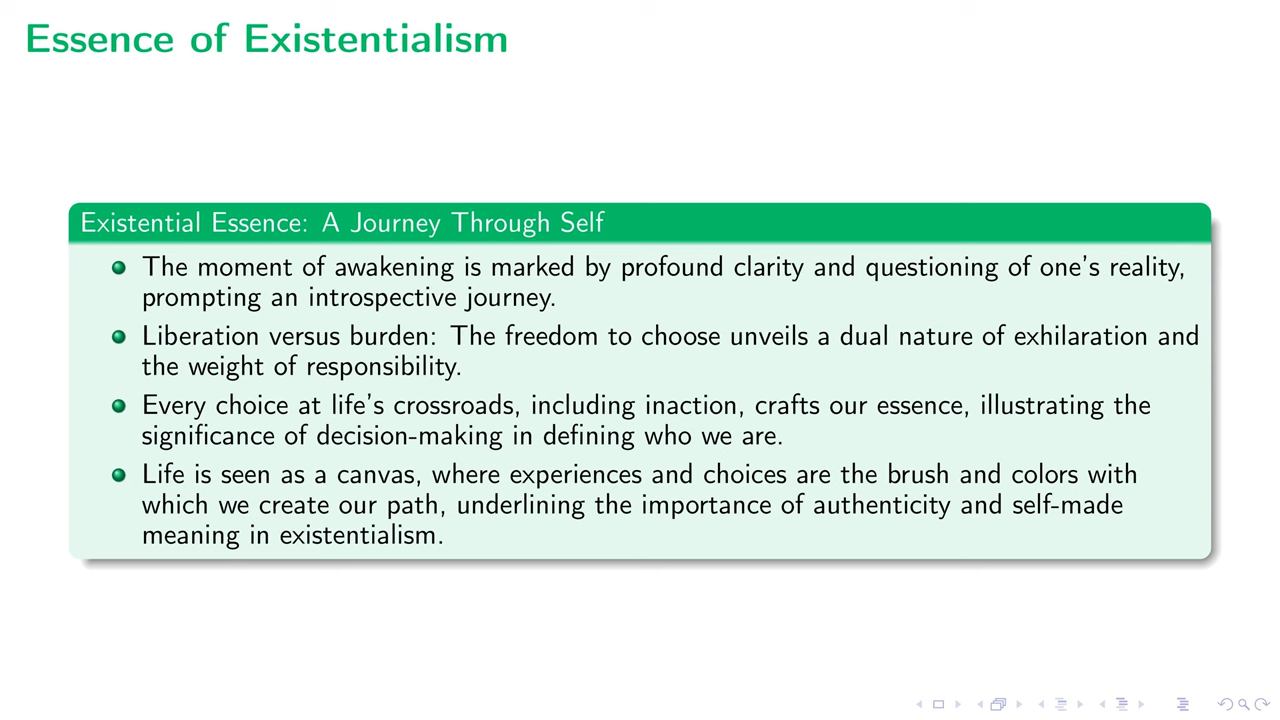 Essence of Existentialism
Existential Essence: A Journey Through Self
The moment of awakening is marked by profound clarity and questioning of one's reality,
prompting an introspective journey.
Liberation versus burden: The freedom to choose unveils a dual nature of exhilaration and
the weight of responsibility.
Every choice at life's crossroads, including inaction, crafts our essence, illustrating the
significance of decision-making in defining who we are.
Life is seen as a canvas, where experiences and choices are the brush and colors with
which we create our path, underlining the importance of authenticity and self-made
meaning in existentialism.